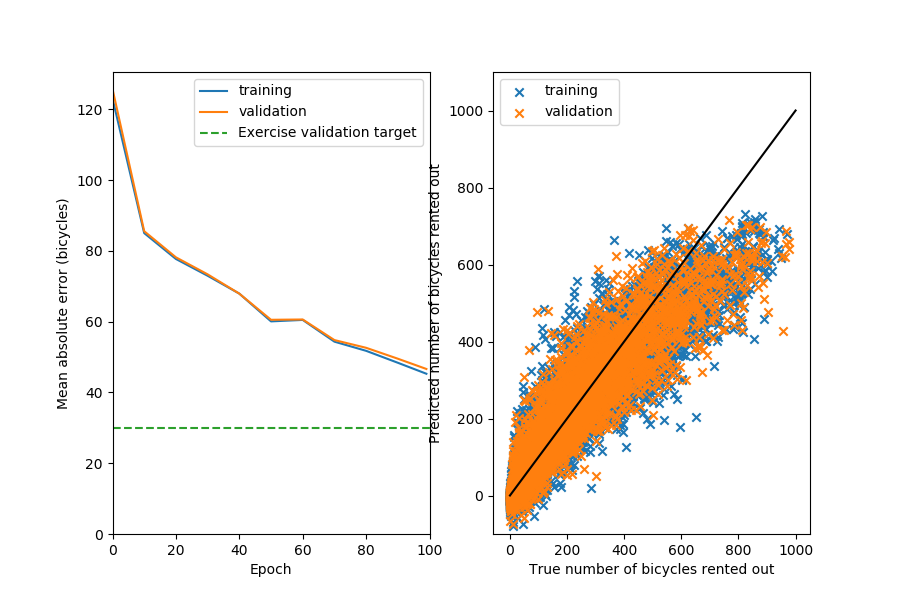 120
100
80
60
40
20
0
0 20 40 60 80 100
Epoch
Mean absolute error (bicycles)
training
validation
Exercise validation target
1000
800
600
400
200
0
0 200 400 600 800 1000
True number of bicycles rented out
Predicted number of bicycles rented out
training
validation